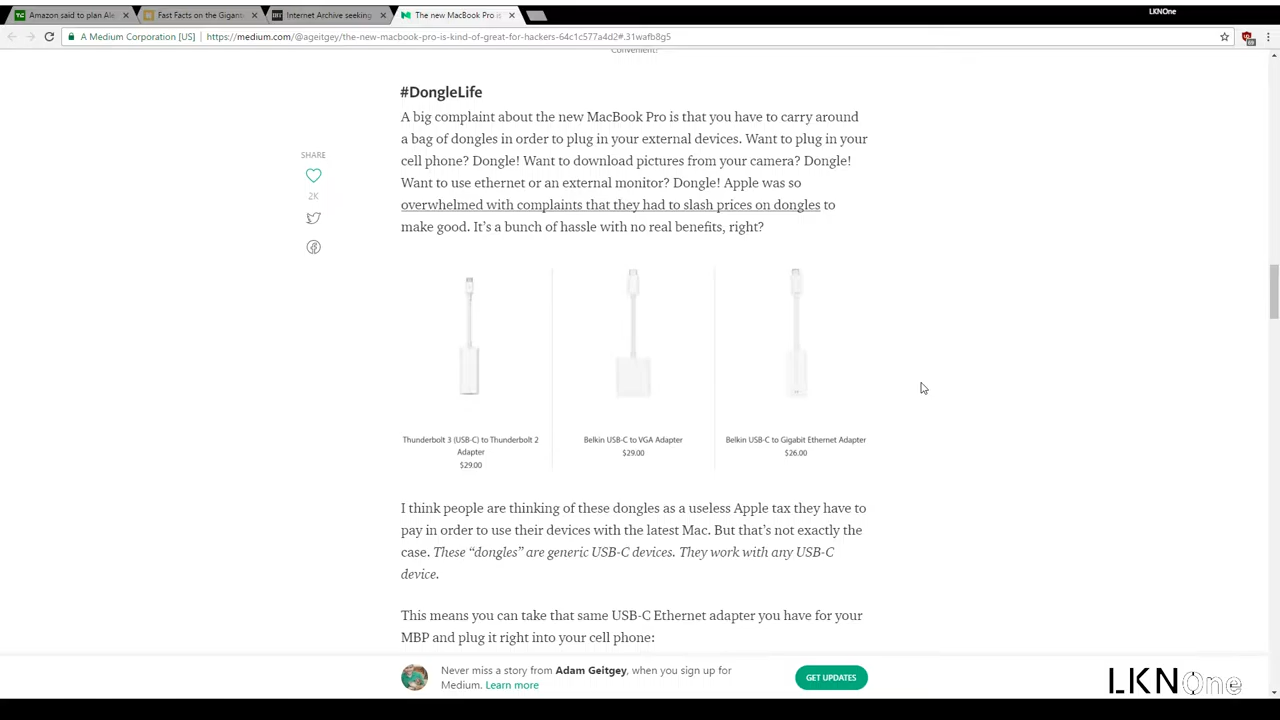 LKNOne
Amazon said to plan Ale
Fast Facts on the Gigant
Internet Archive seeking
The new MacBook Pro is
A Medium Corporation [US]
https://medium.com/@ageitgey/the-new-macbook-pro-is-kind-of-great-for-hackers-64c1c577a4d2#.31wafb8g5
Convenient?
#DongleLife
A big complaint about the new MacBook Pro is that you have to carry around
a bag of dongles in order to plug in your external devices. Want to plug in your
cell phone? Dongle! Want to download pictures from your camera? Dongle!
Want to use ethernet or an external monitor? Dongle! Apple was so
overwhelmed with complaints that they had to slash prices on dongles to
make good. It’s a bunch of hassle with no real benefits, right?
SHARE
2K
Thunderbolt 3 (USB-C) to Thunderbolt 2
Adapter
$29.00
Belkin USB-C to VGA Adapter
$29.00
Belkin USB-C to Gigabit Ethernet Adapter
$26.00
I think people are thinking of these dongles as a useless Apple tax they have to
pay in order to use their devices with the latest Mac. But that’s not exactly the
case. These “dongles” are generic USB-C devices. They work with any USB-C
device.
This means you can take that same USB-C Ethernet adapter you have for your
MBP and plug it right into your cell phone:
Never miss a story from Adam Geitgey, when you sign up for
Medium. Learn more
GET UPDATES
LKNOne